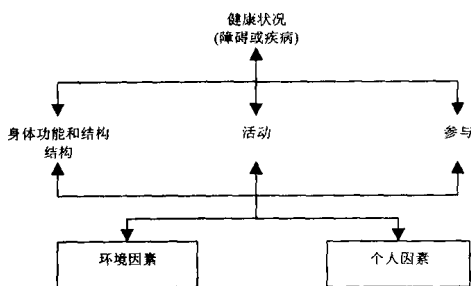 健康状况
(障碍或疾病)
身体功能和结构 活动 参与
结构
环境因素 个人因素